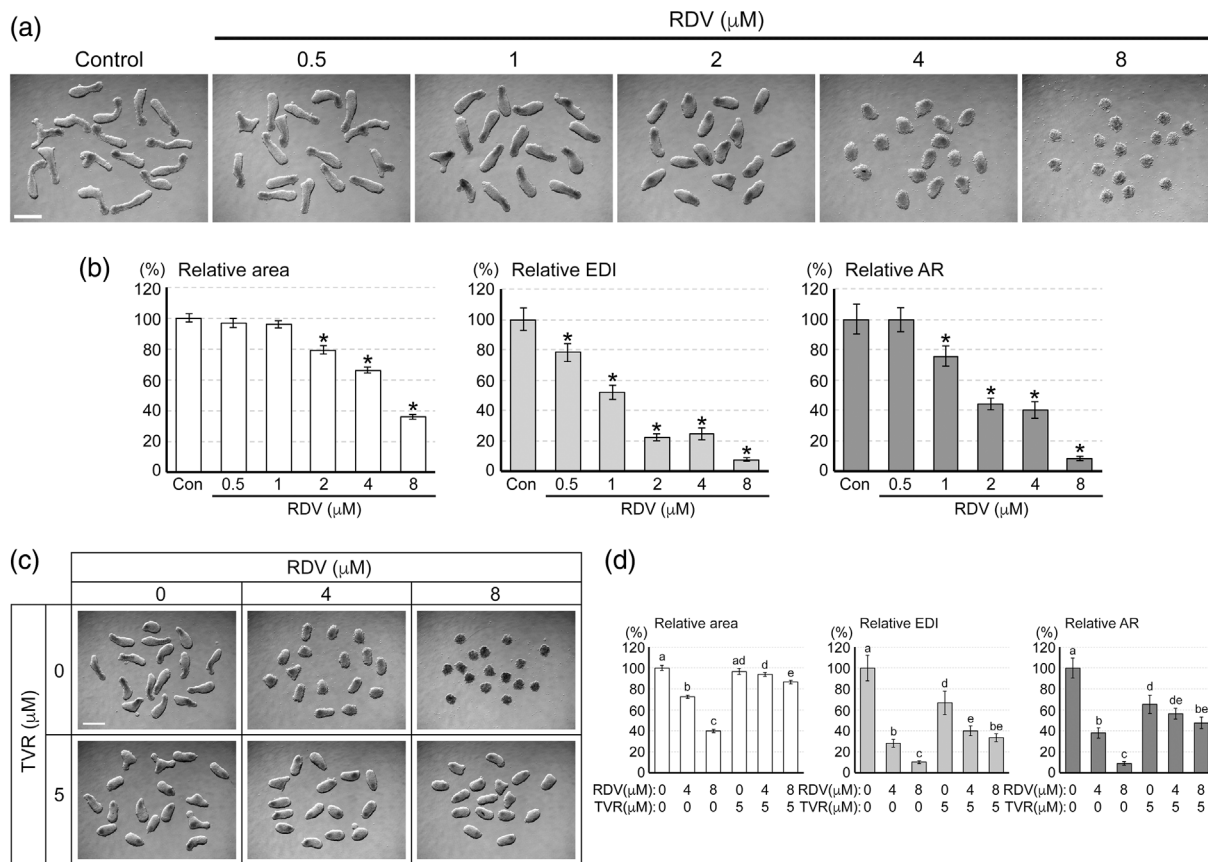 (a)
RDV (μM)
Control 0.5 1 2 4 8
(b)
(%) Relative area
120
100
80
60
40
20
0
* * *
Con 0.5 1 2 4 8
RDV (μM)
(%) Relative EDI
120
100
80
60
40
20
0
* * * * *
Con 0.5 1 2 4 8
RDV (μM)
(%) Relative AR
120
100
80
60
40
20
0
* * * *
Con 0.5 1 2 4 8
RDV (μM)
(c)
RDV (μM)
0 4 8
TVR (μM)
0
5
(d)
(%) Relative area
120
100
80
60
40
20
0
a b c ad d e
RDV(μM): 0 4 8 0 4 8
TVR(μM): 0 0 0 5 5 5
(%) Relative EDI
120
100
80
60
40
20
0
a b c d e be
RDV(μM): 0 4 8 0 4 8
TVR(μM): 0 0 0 5 5 5
(%) Relative AR
120
100
80
60
40
20
0
a b c d de be
RDV(μM): 0 4 8 0 4 8
TVR(μM): 0 0 0 5 5 5